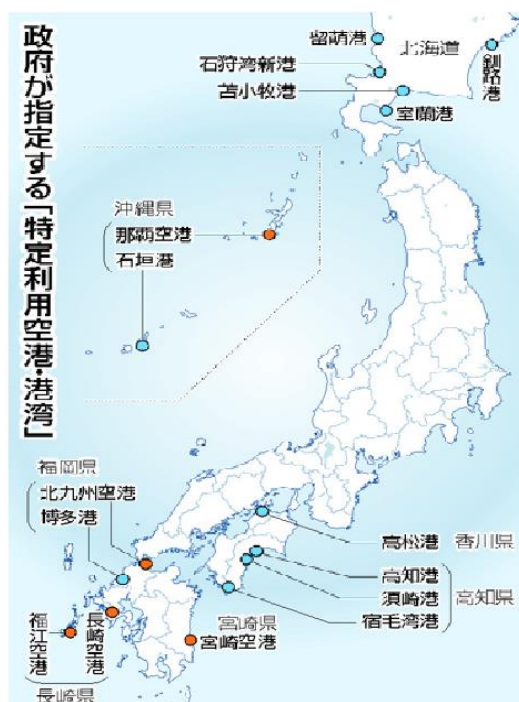 政府が指定する「特定利用空港・港湾」
留萌港
北海道
石狩湾新港
苫小牧港
室蘭港
釧路港
沖縄県
那覇空港
石垣港
福岡県
北九州空港
博多港
高松港 香川県
高知港
須崎港
宿毛湾港
高知県
宮崎県
宮崎空港
長崎空港
福江空港
長崎県